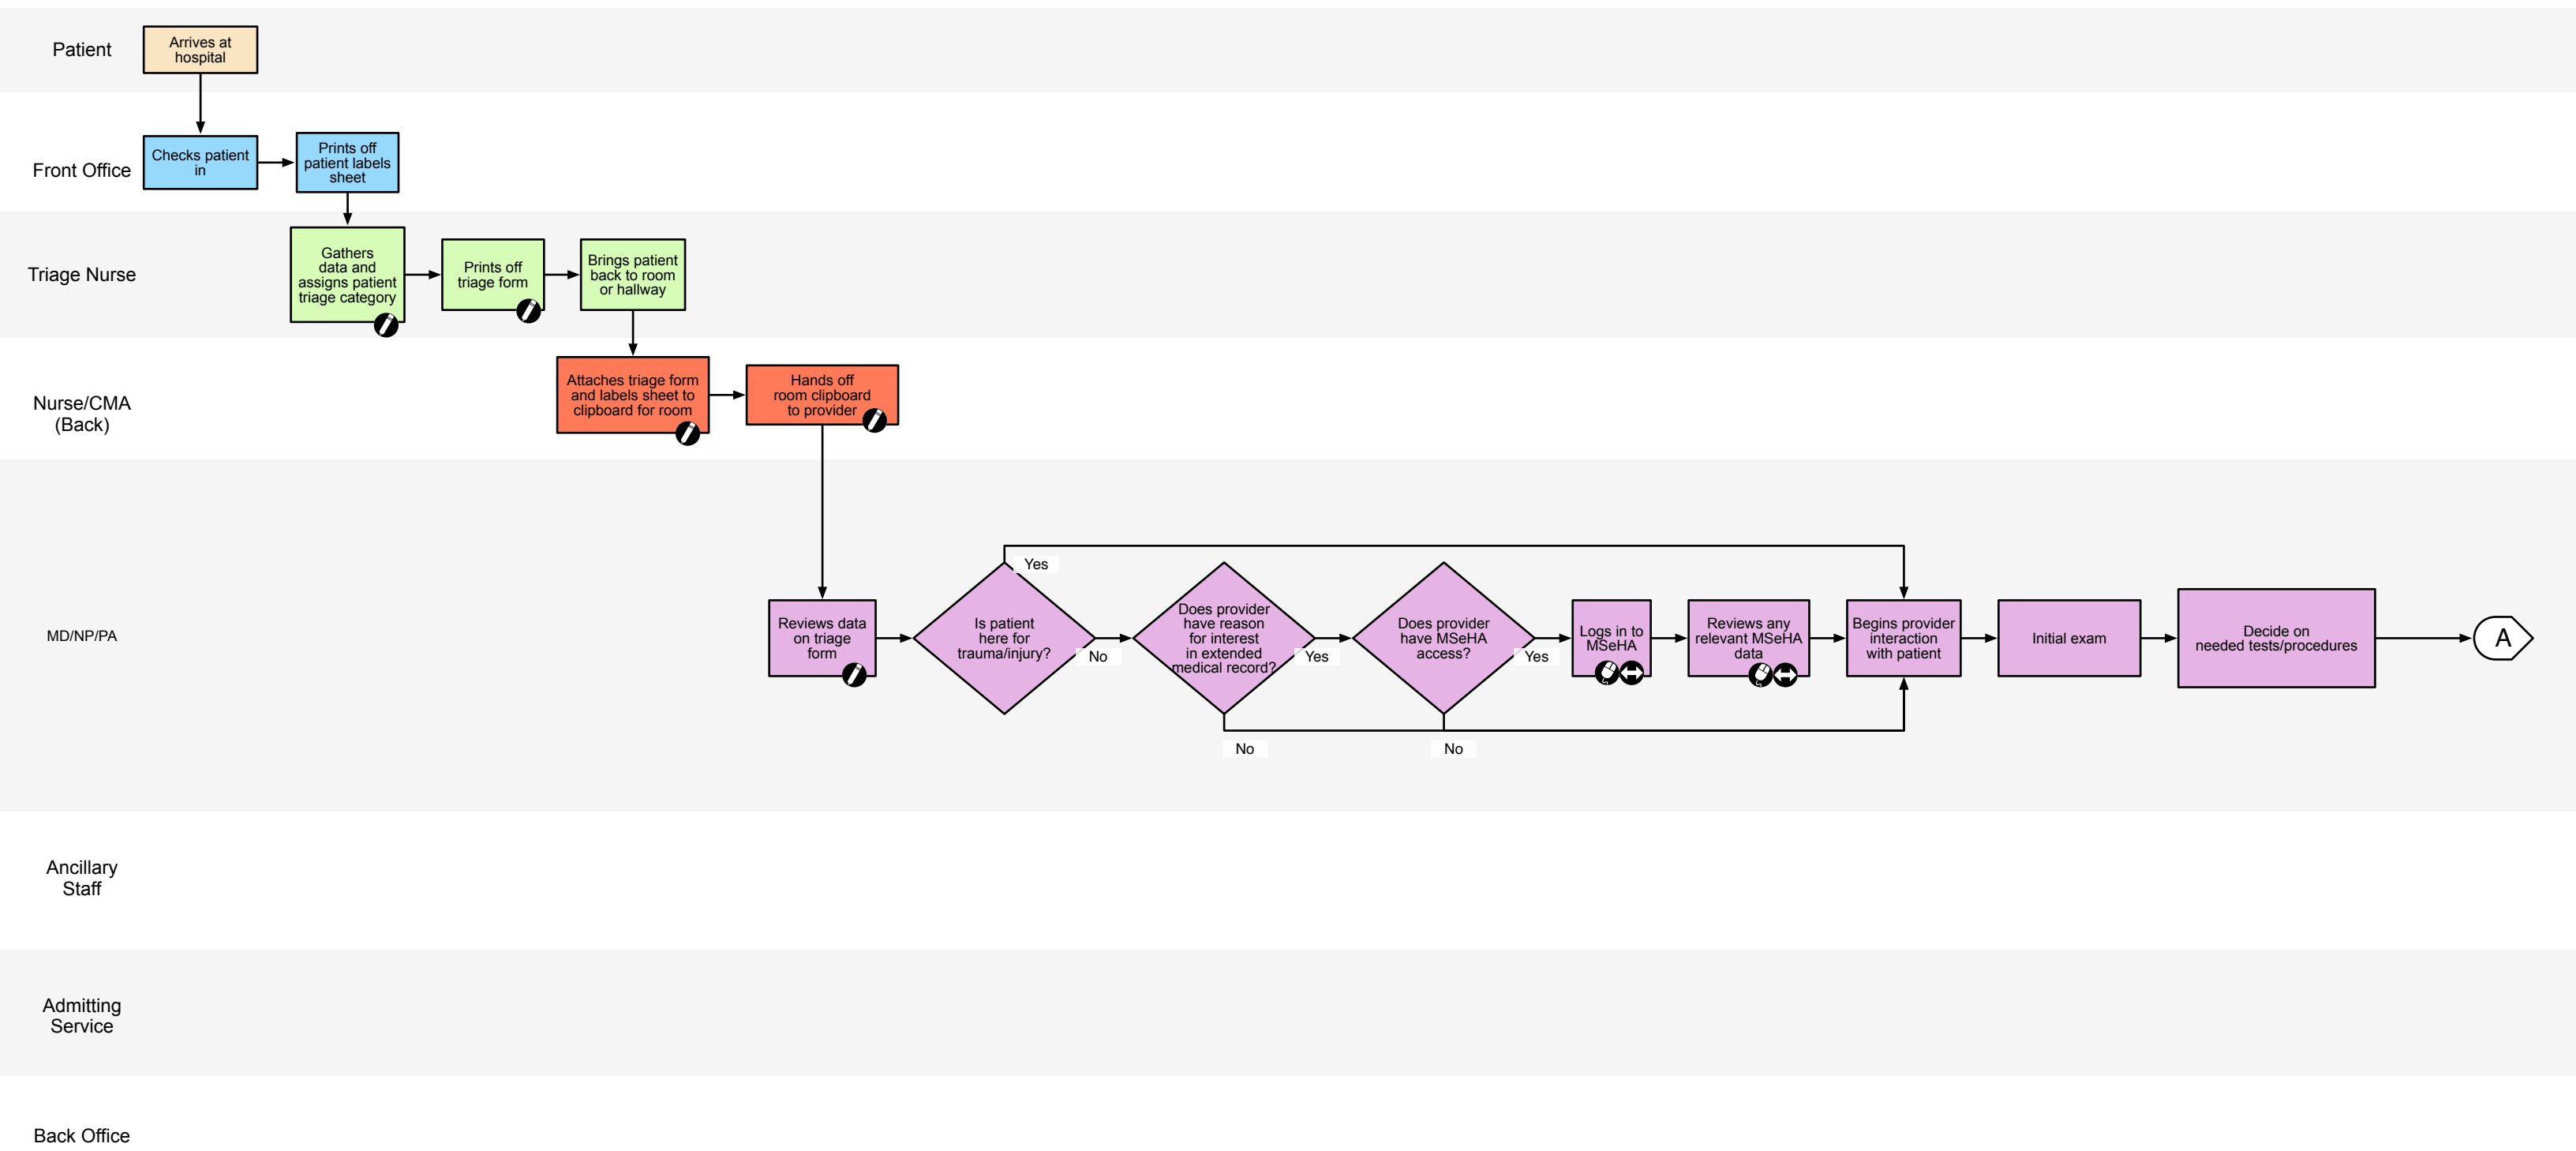 Patient
Arrives at
hospital
Front Office
Checks patient
in
Prints off
patient labels
sheet
Triage Nurse
Gathers
data and
assigns patient
triage category
Prints off
triage form
Brings patient
back to room
or hallway
Nurse/CMA
(Back)
Attaches triage form
and labels sheet to
clipboard for room
Hands off
room clipboard
to provider
MD/NP/PA
Reviews data
on triage
form
Is patient
here for
trauma/injury?
Yes
No
Does provider
have reason
for interest
in extended
medical record?
Yes
No
Does provider
have MSeHA
access?
Yes
No
Logs in to
MSeHA
Reviews any
relevant MSeHA
data
Begins provider
interaction
with patient
Initial exam
Decide on
needed tests/procedures
A
Ancillary
Staff
Admitting
Service
Back Office